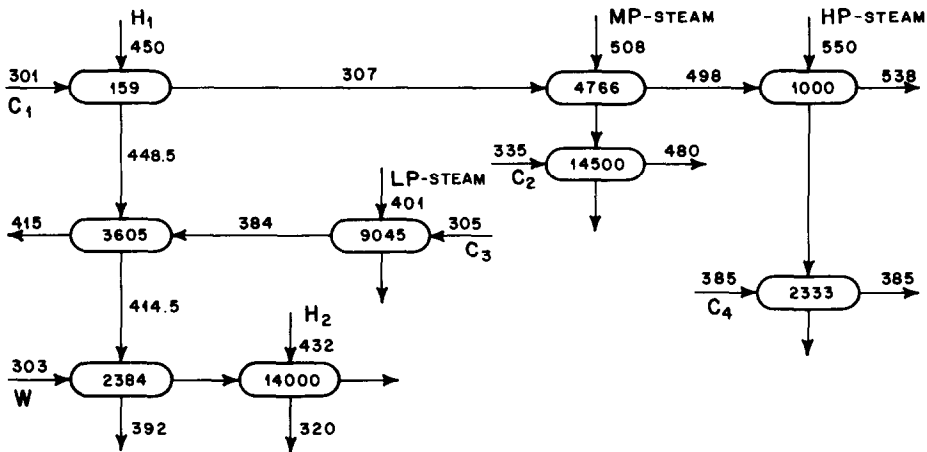 H₁ MP-STEAM HP-STEAM
450 508 550
301 307 498 538
159 4766 1000
C₁
448.5 335 480
14500
C₂
LP-STEAM
401
415 384 305
3605 9045
C₃
385 385
2333
414.5 C₄
H₂
432
303
2384 14000
W
392 320